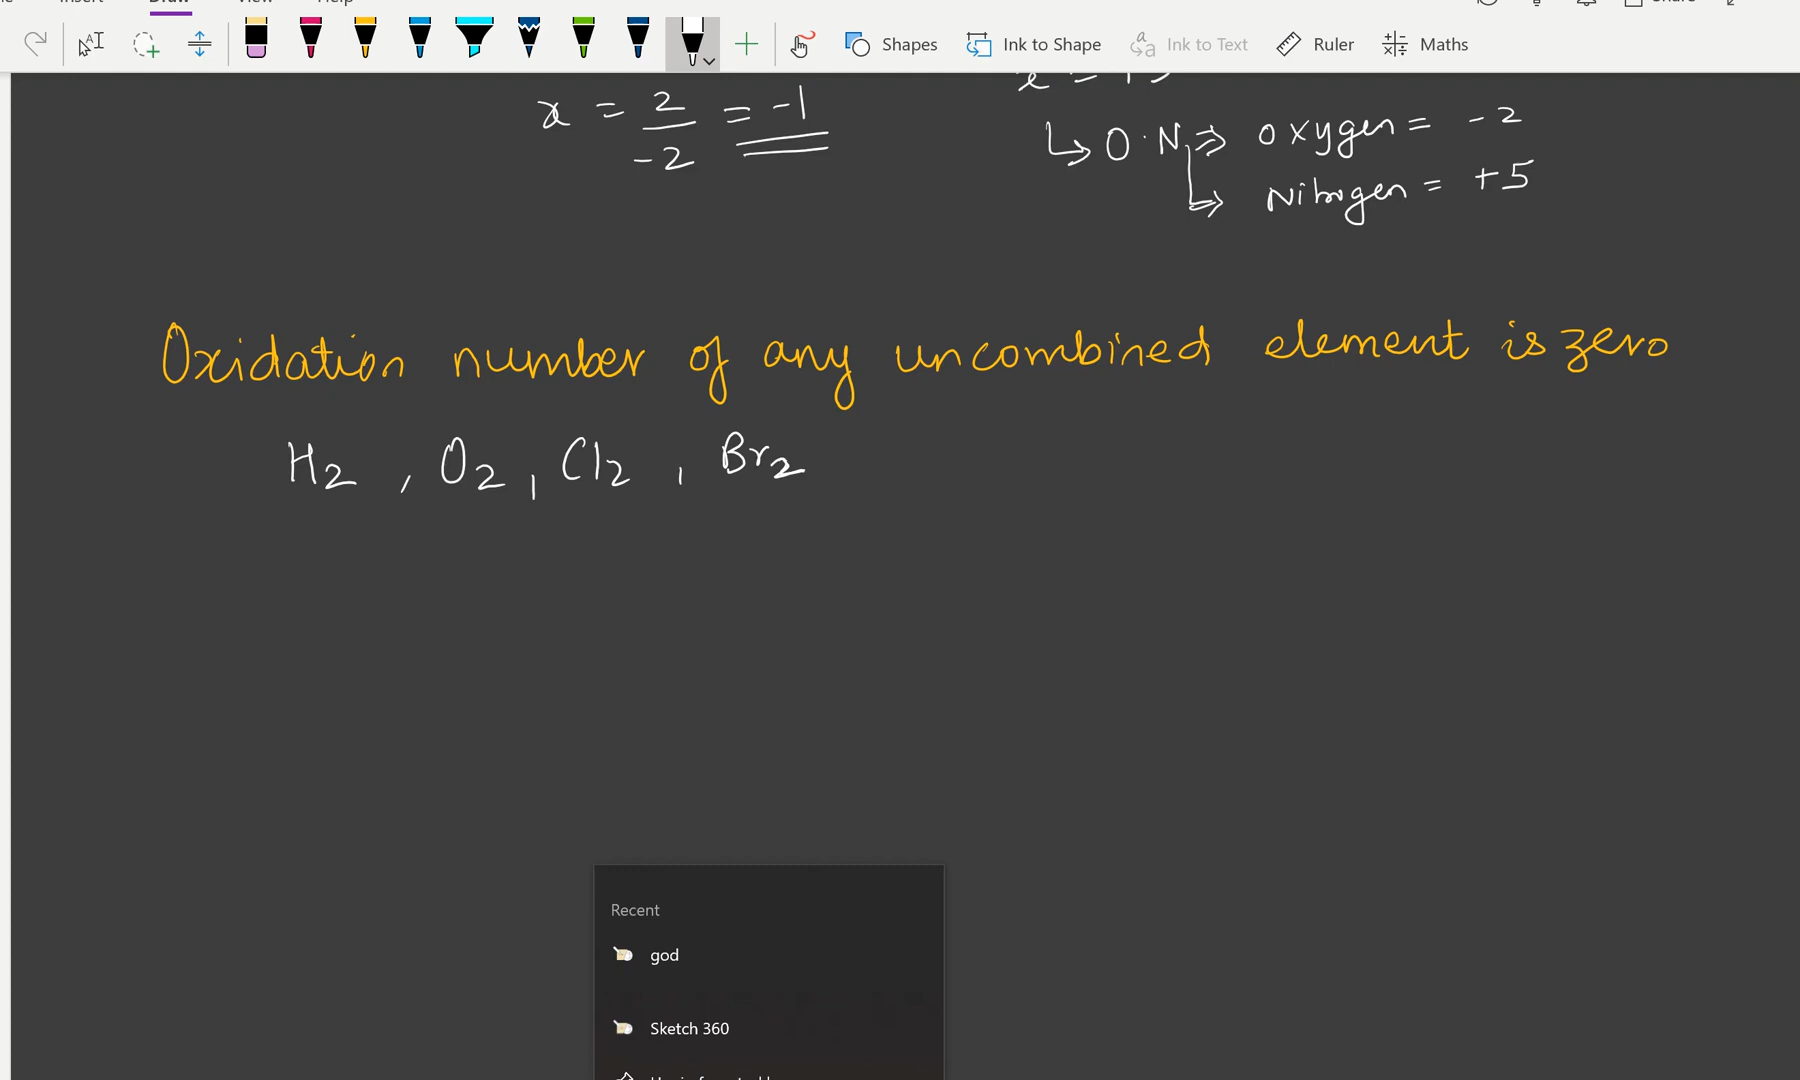 Draw
Shapes Ink to Shape Ink to Text Ruler Maths
x = 2/-2 = -1
↳ O.N ⇒ oxygen = -2
Nitrogen = +5
Oxidation number of any uncombined element is zero
H2 , O2 , Cl2 , Br2
Recent
god
Sketch 360